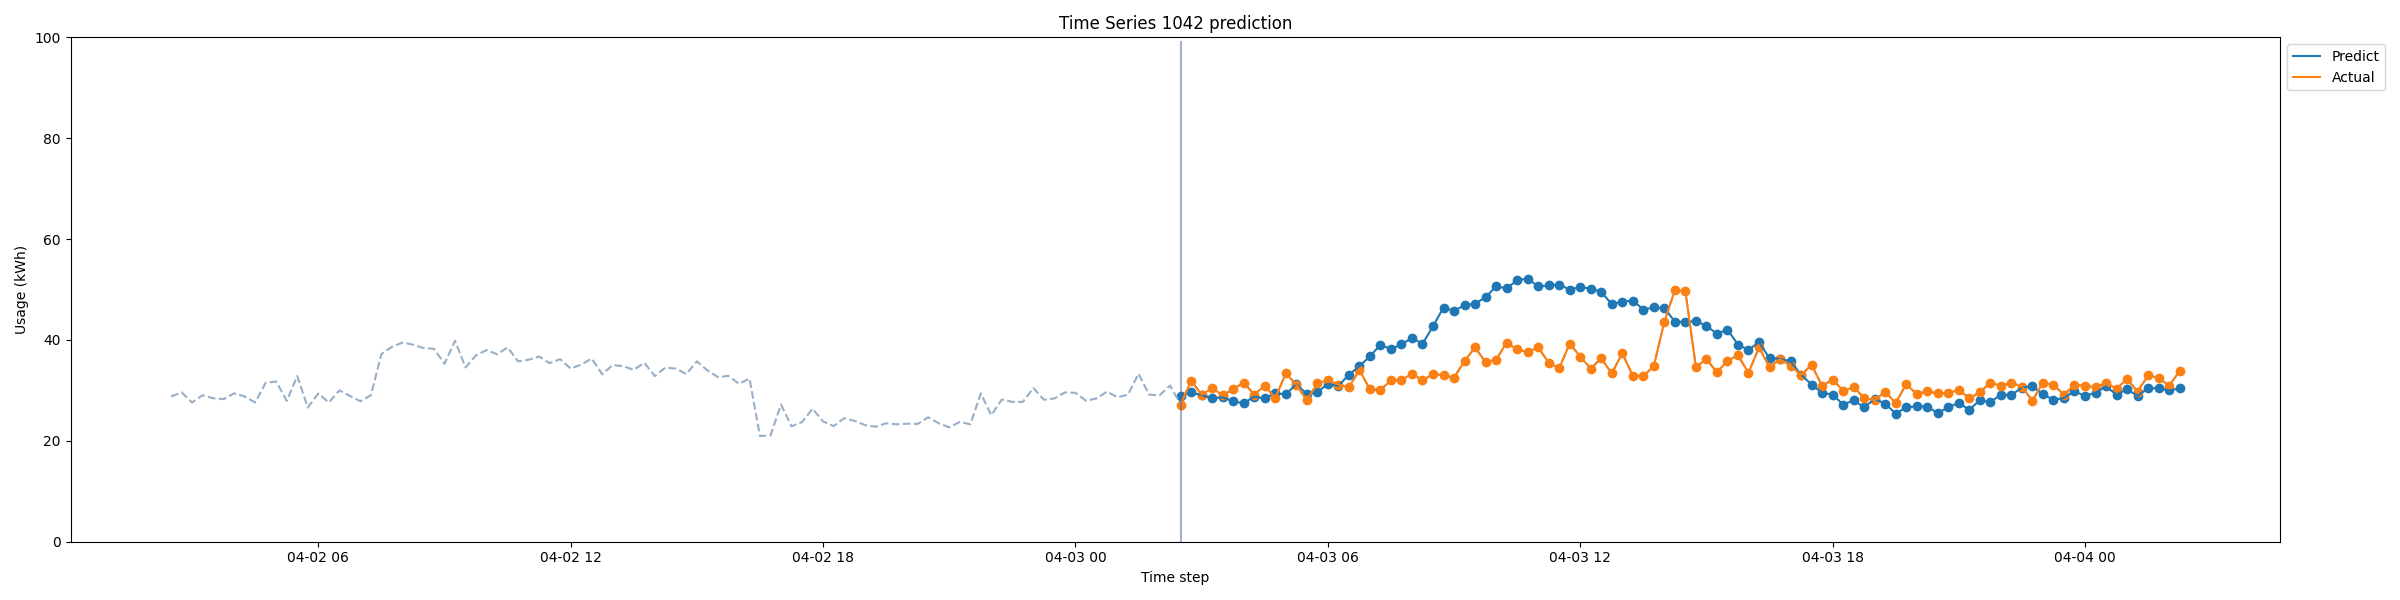 Time Series 1042 prediction
100
80
60
40
20
0
Usage (kWh)
Predict
Actual
04-02 06
04-02 12
04-02 18
04-03 00
04-03 06
04-03 12
04-03 18
04-04 00
Time step